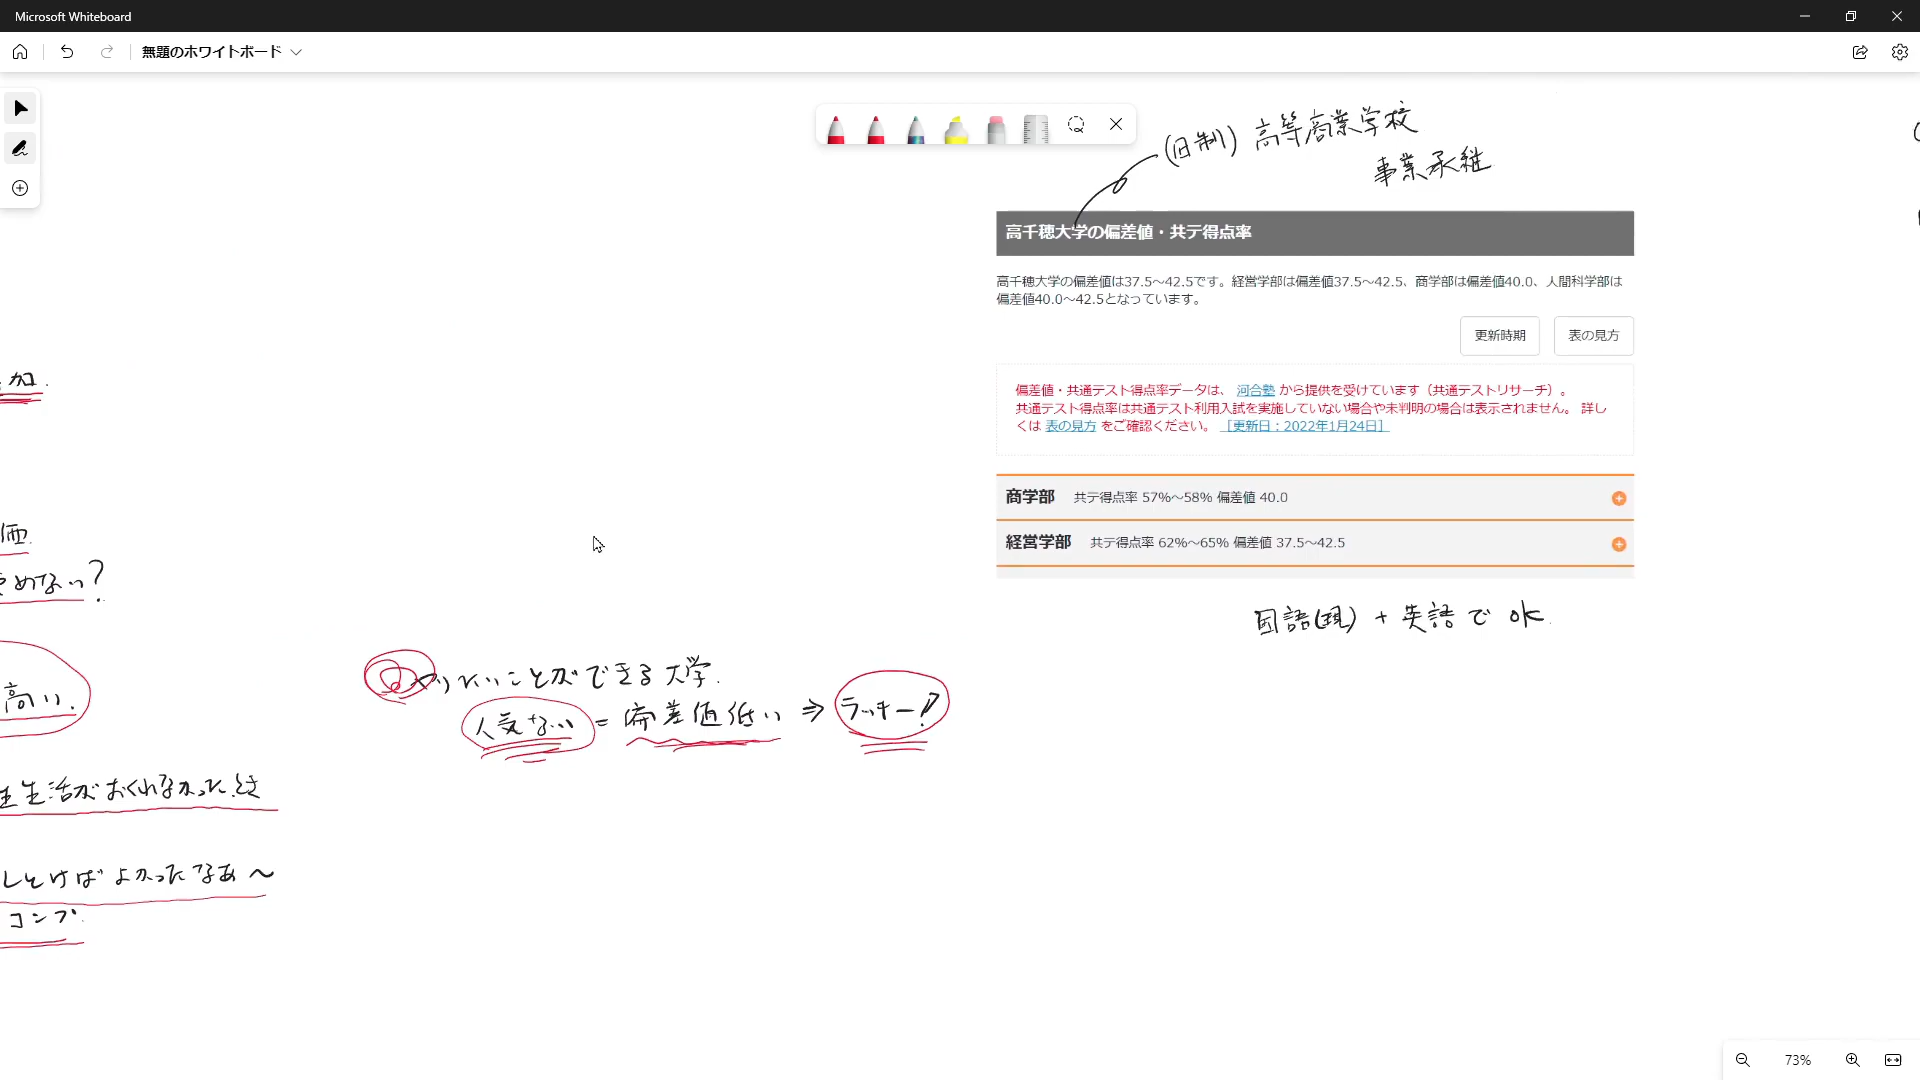 Microsoft Whiteboard
無題のホワイトボード
(旧制) 高等商業学校
事業承継
高千穂大学の偏差値・共テ得点率
高千穂大学の偏差値は37.5～42.5です。経営学部は偏差値37.5～42.5、商学部は偏差値40.0、人間科学部は
偏差値40.0～42.5となっています。
更新時期
表の見方
偏差値・共通テスト得点率データは、 河合塾 から提供を受けています（共通テストリサーチ）。
共通テスト得点率は共通テスト利用入試を実施していない場合や未判明の場合は表示されません。 詳し
くは 表の見方 をご確認ください。 ［更新日：2022年1月24日］
商学部 共テ得点率 57%～58% 偏差値 40.0
経営学部 共テ得点率 62%～65% 偏差値 37.5～42.5
国語(現) + 英語で OK.
加.
価.
めない?
高い.
生活がおくれなかったとき
しとけばよかったなあ～
コンプ.
やりたいことができる大学.
人気ない = 偏差値低い ⇒ ラッキー!
73%